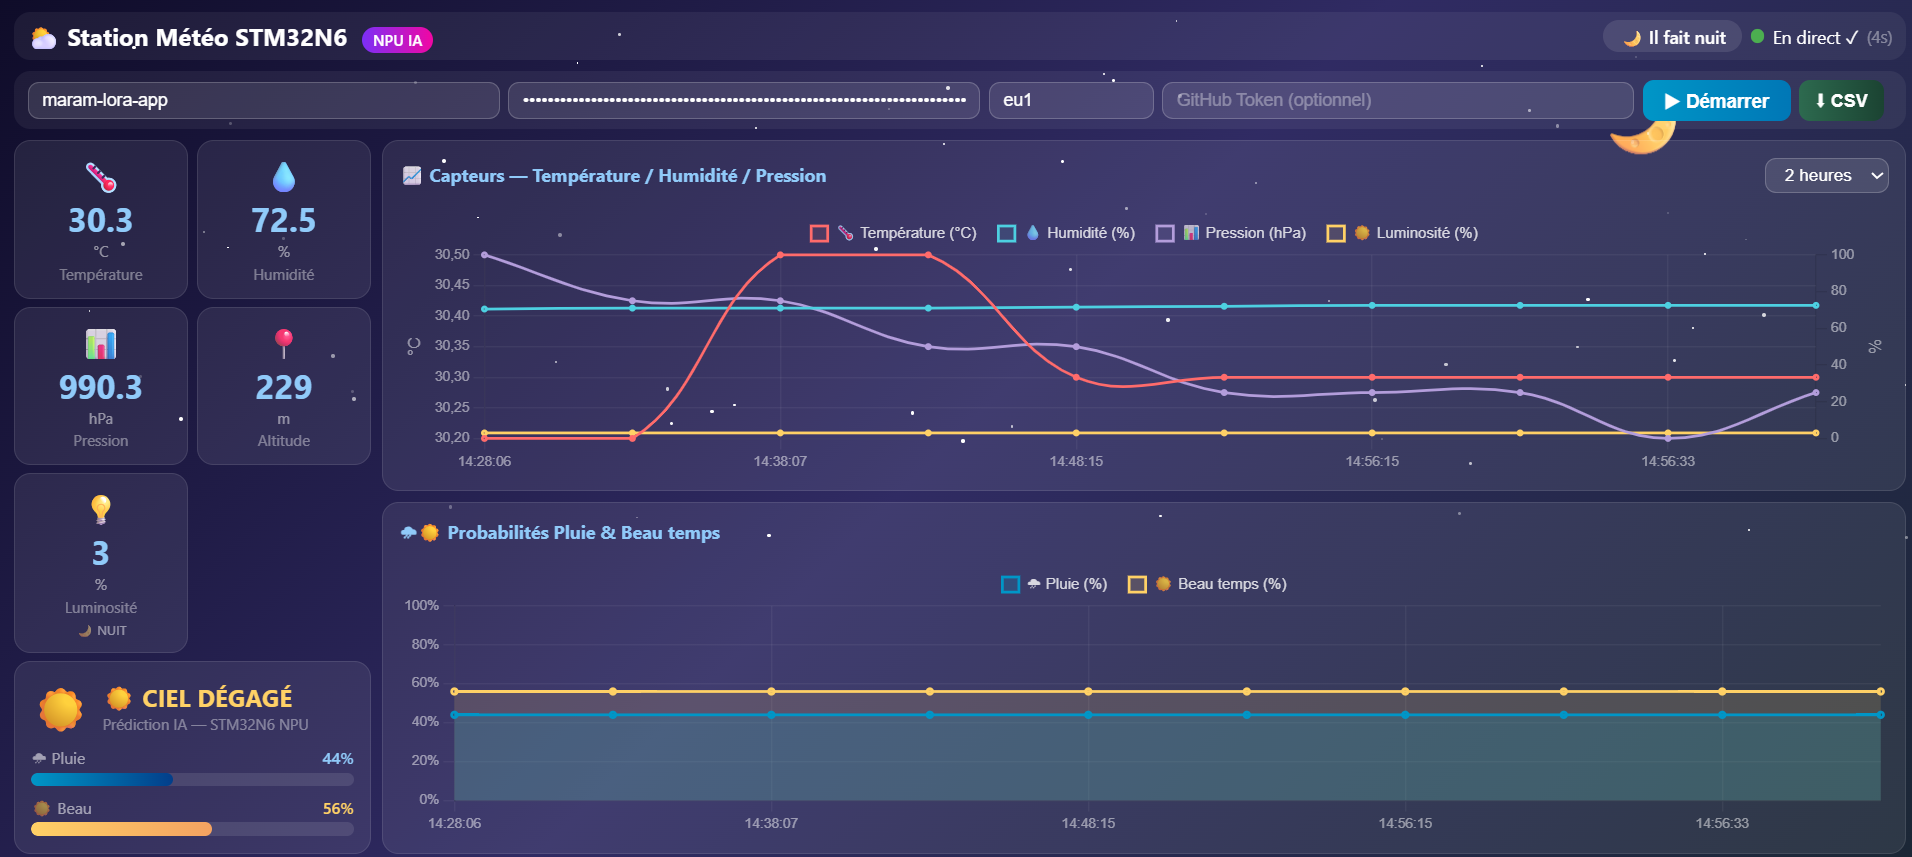 Station Météo STM32N6 NPU IA
Il fait nuit En direct ✓ (4s)
maram-lora-app •••••••••••••••••••••••••••••••••••••••••••••••••••••••••••••••••••••••• eu1 GitHub Token (optionnel) ▶ Démarrer ⬇ CSV
30.3
°C
Température
72.5
%
Humidité
990.3
hPa
Pression
229
m
Altitude
3
%
Luminosité
NUIT
CIEL DÉGAGÉ
Prédiction IA — STM32N6 NPU
Pluie 44%
Beau 56%
Capteurs — Température / Humidité / Pression 2 heures
Température (°C) Humidité (%) Pression (hPa) Luminosité (%)
30,50 100
30,45
30,40
30,35
30,30
30,25
30,20
80
60
40
20
0
°C
%
14:28:06 14:38:07 14:48:15 14:56:15 14:56:33
Probabilités Pluie & Beau temps
Pluie (%) Beau temps (%)
100%
80%
60%
40%
20%
0%
14:28:06 14:38:07 14:48:15 14:56:15 14:56:33